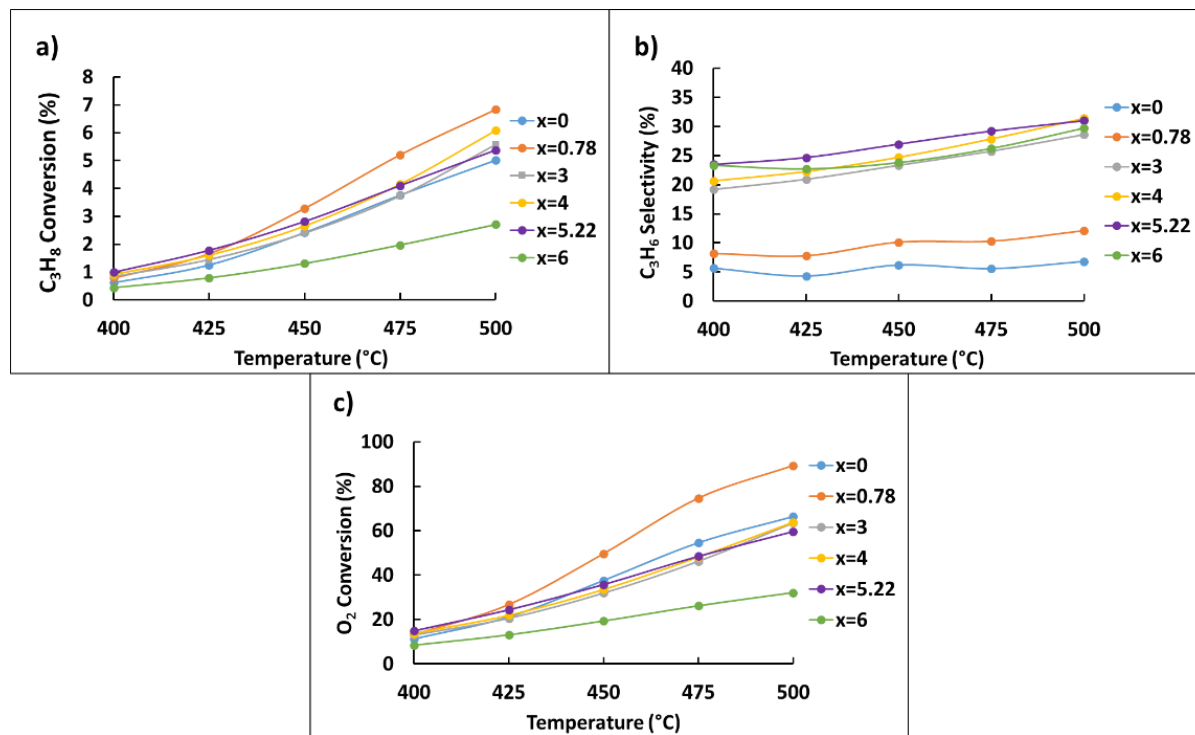 a)
C₃H₈ Conversion (%)
8
7
6
5
4
3
2
1
0
400 425 450 475 500
Temperature (°C)
x=0
x=0.78
x=3
x=4
x=5.22
x=6
b)
C₃H₆ Selectivity (%)
40
35
30
25
20
15
10
5
0
400 425 450 475 500
Temperature (°C)
x=0
x=0.78
x=3
x=4
x=5.22
x=6
c)
O₂ Conversion (%)
100
80
60
40
20
0
400 425 450 475 500
Temperature (°C)
x=0
x=0.78
x=3
x=4
x=5.22
x=6